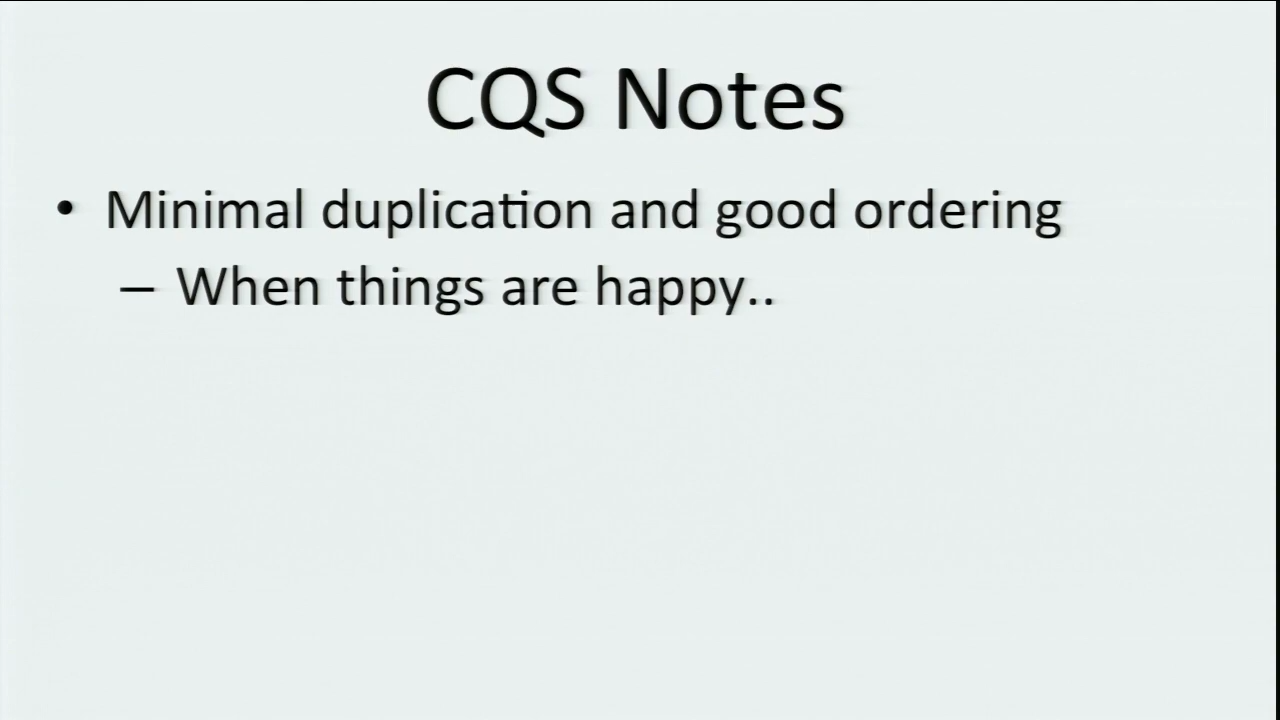 CQS Notes
• Minimal duplication and good ordering
– When things are happy..